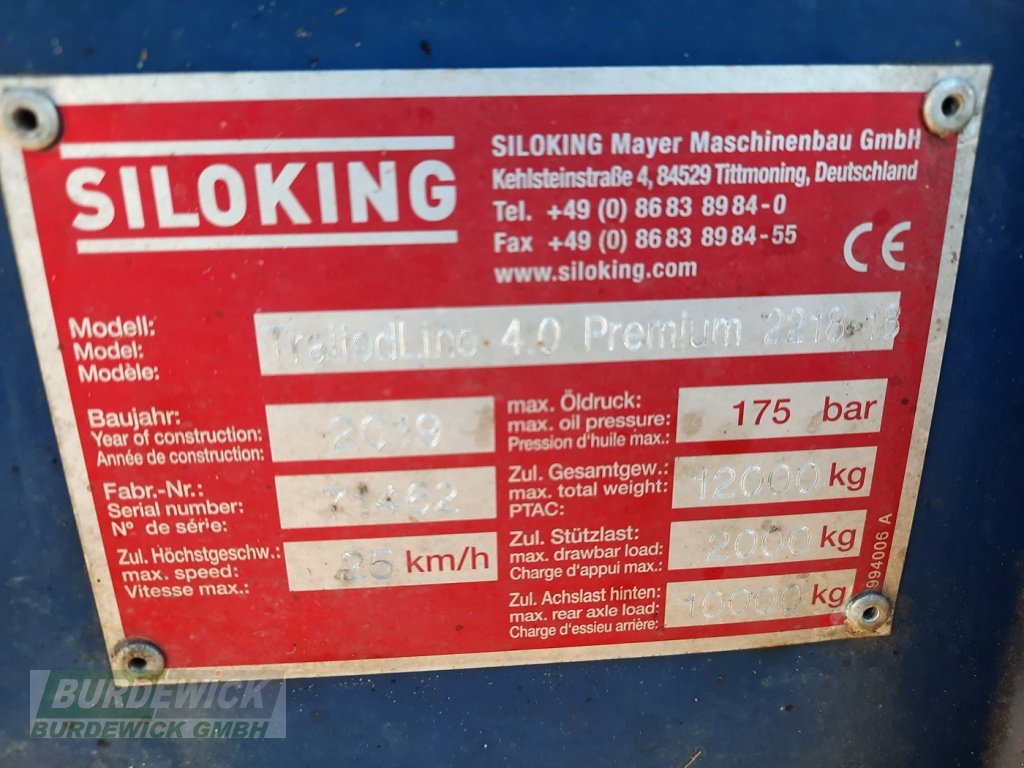 SILOKING
SILOKING Mayer Maschinenbau GmbH
Kehlsteinstraße 4, 84529 Tittmoning, Deutschland
Tel. +49 (0) 86 83 89 84 - 0
Fax +49 (0) 86 83 89 84 - 55
www.siloking.com
CE
Modell:
Model:
Modèle:
TrailedLine 4.0 Premium 2218-18
Baujahr:
Year of construction:
Année de construction:
2019
Fabr.-Nr.:
Serial number:
N° de série:
71462
Zul. Höchstgeschw.:
max. speed:
Vitesse max.:
25 km/h
max. Öldruck:
max. oil pressure:
Pression d'huile max.:
175 bar
Zul. Gesamtgew.:
max. total weight:
PTAC:
12000 kg
Zul. Stützlast:
max. drawbar load:
Charge d'appui max.:
2000 kg
Zul. Achslast hinten:
max. rear axle load:
Charge d'essieu arrière:
10000 kg
994006 A
BURDEWICK
BURDEWICK GMBH